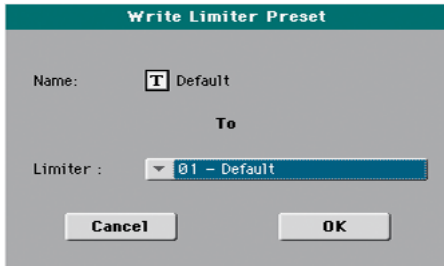 Write Limiter Preset
Name: T Default
To
Limiter : 01 - Default
Cancel OK